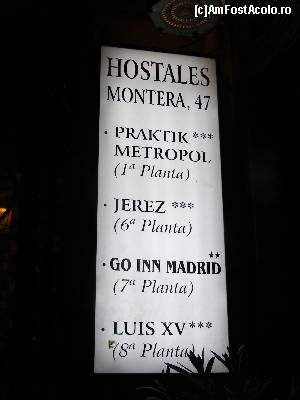 (c)AmFostAcolo.ro
HOSTALES
MONTERA, 47
· PRAKTIK ***
METROPOL
(1ª Planta)
· JEREZ ***
(6ª Planta)
· GO INN MADRID **
(7ª Planta)
· LUIS XV ***
(8ª Planta)